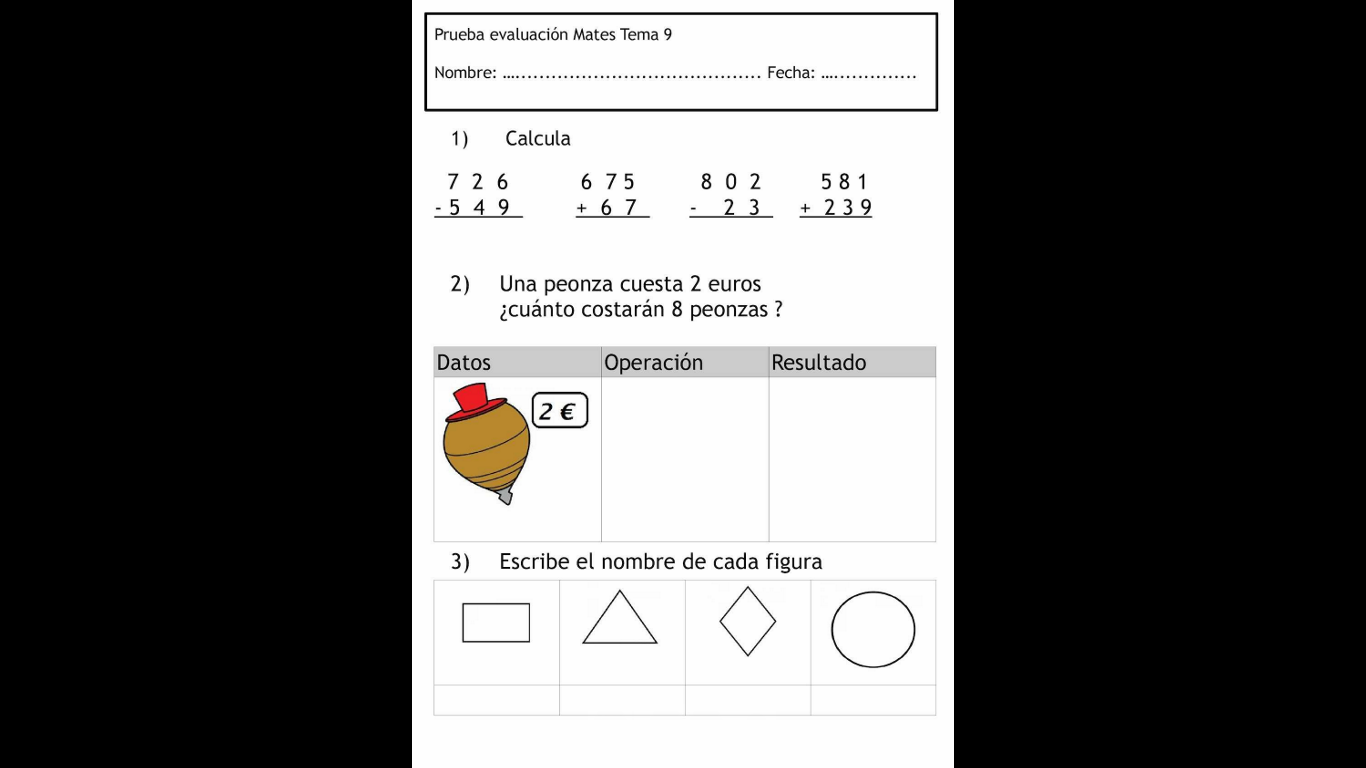 Prueba evaluación Mates Tema 9
Nombre: .......................................... Fecha: ................
1) Calcula
7 2 6 6 7 5 8 0 2 5 8 1
- 5 4 9 + 6 7 - 2 3 + 2 3 9
2) Una peonza cuesta 2 euros
¿cuánto costarán 8 peonzas ?
Datos Operación Resultado
2 €
3) Escribe el nombre de cada figura